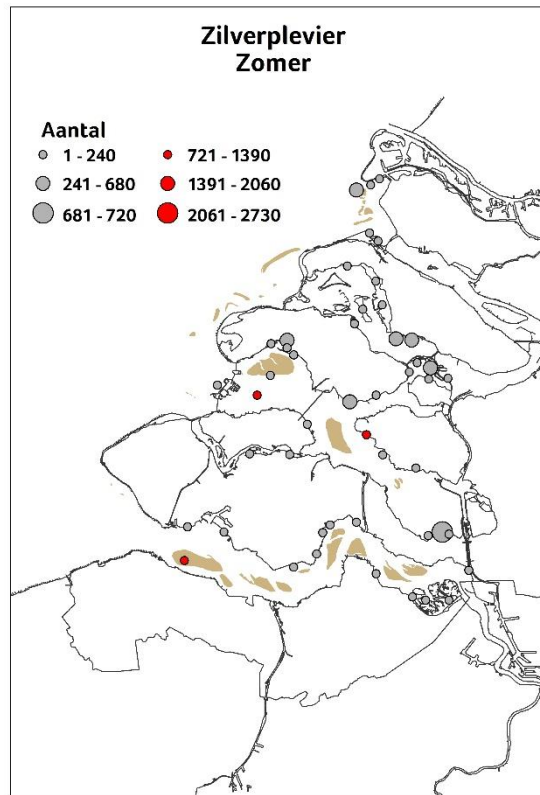 Zilverplevier
Zomer
Aantal
1 - 240
721 - 1390
241 - 680
1391 - 2060
681 - 720
2061 - 2730